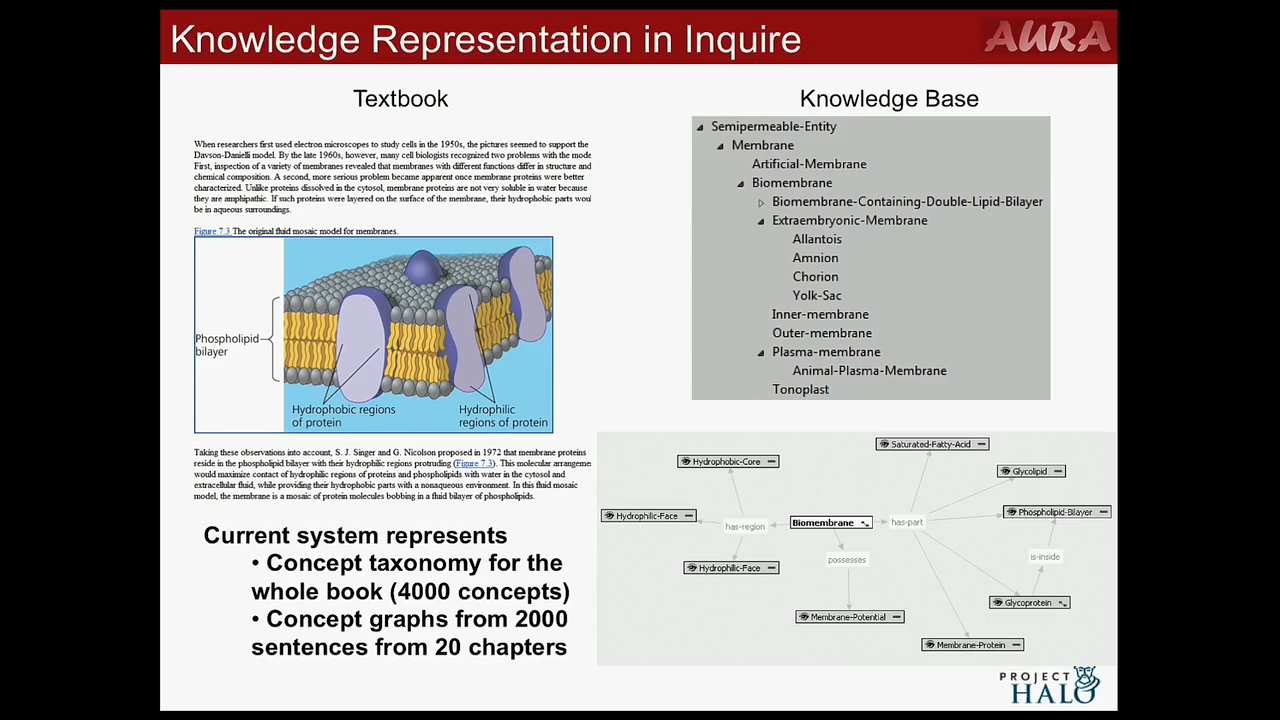 Knowledge Representation in Inquire
AURA
Textbook
When researchers first used electron microscopes to study cells in the 1950s, the pictures seemed to support the
Davson-Danielli model. By the late 1960s, however, many cell biologists recognized two problems with the mode
First, inspection of a variety of membranes revealed that membranes with different functions differ in structure and
chemical composition. A second, more serious problem became apparent once membrane proteins were better
characterized. Unlike proteins dissolved in the cytosol, membrane proteins are not very soluble in water because
they are amphipathic. If such proteins were layered on the surface of the membrane, their hydrophobic parts woul
be in aqueous surroundings.
Figure 7.3 The original fluid mosaic model for membranes.
Phospholipid
bilayer
Hydrophobic regions
of protein
Hydrophilic
regions of protein
Taking these observations into account, S. J. Singer and G. Nicolson proposed in 1972 that membrane proteins
reside in the phospholipid bilayer with their hydrophilic regions protruding (Figure 7.3). This molecular arrangeme
would maximize contact of hydrophilic regions of proteins and phospholipids with water in the cytosol and
extracellular fluid, while providing their hydrophobic parts with a nonaqueous environment. In this fluid mosaic
model, the membrane is a mosaic of protein molecules bobbing in a fluid bilayer of phospholipids.
Current system represents
• Concept taxonomy for the
whole book (4000 concepts)
• Concept graphs from 2000
sentences from 20 chapters
Knowledge Base
Semipermeable-Entity
Membrane
Artificial-Membrane
Biomembrane
Biomembrane-Containing-Double-Lipid-Bilayer
Extraembryonic-Membrane
Allantois
Amnion
Chorion
Yolk-Sac
Inner-membrane
Outer-membrane
Plasma-membrane
Animal-Plasma-Membrane
Tonoplast
Saturated-Fatty-Acid
Hydrophobic-Core
Glycolipid
Hydrophilic-Face
has-region
Biomembrane
has-part
Phospholipid-Bilayer
possesses
is-inside
Hydrophilic-Face
Glycoprotein
Membrane-Potential
Membrane-Protein
PROJECT
HALO